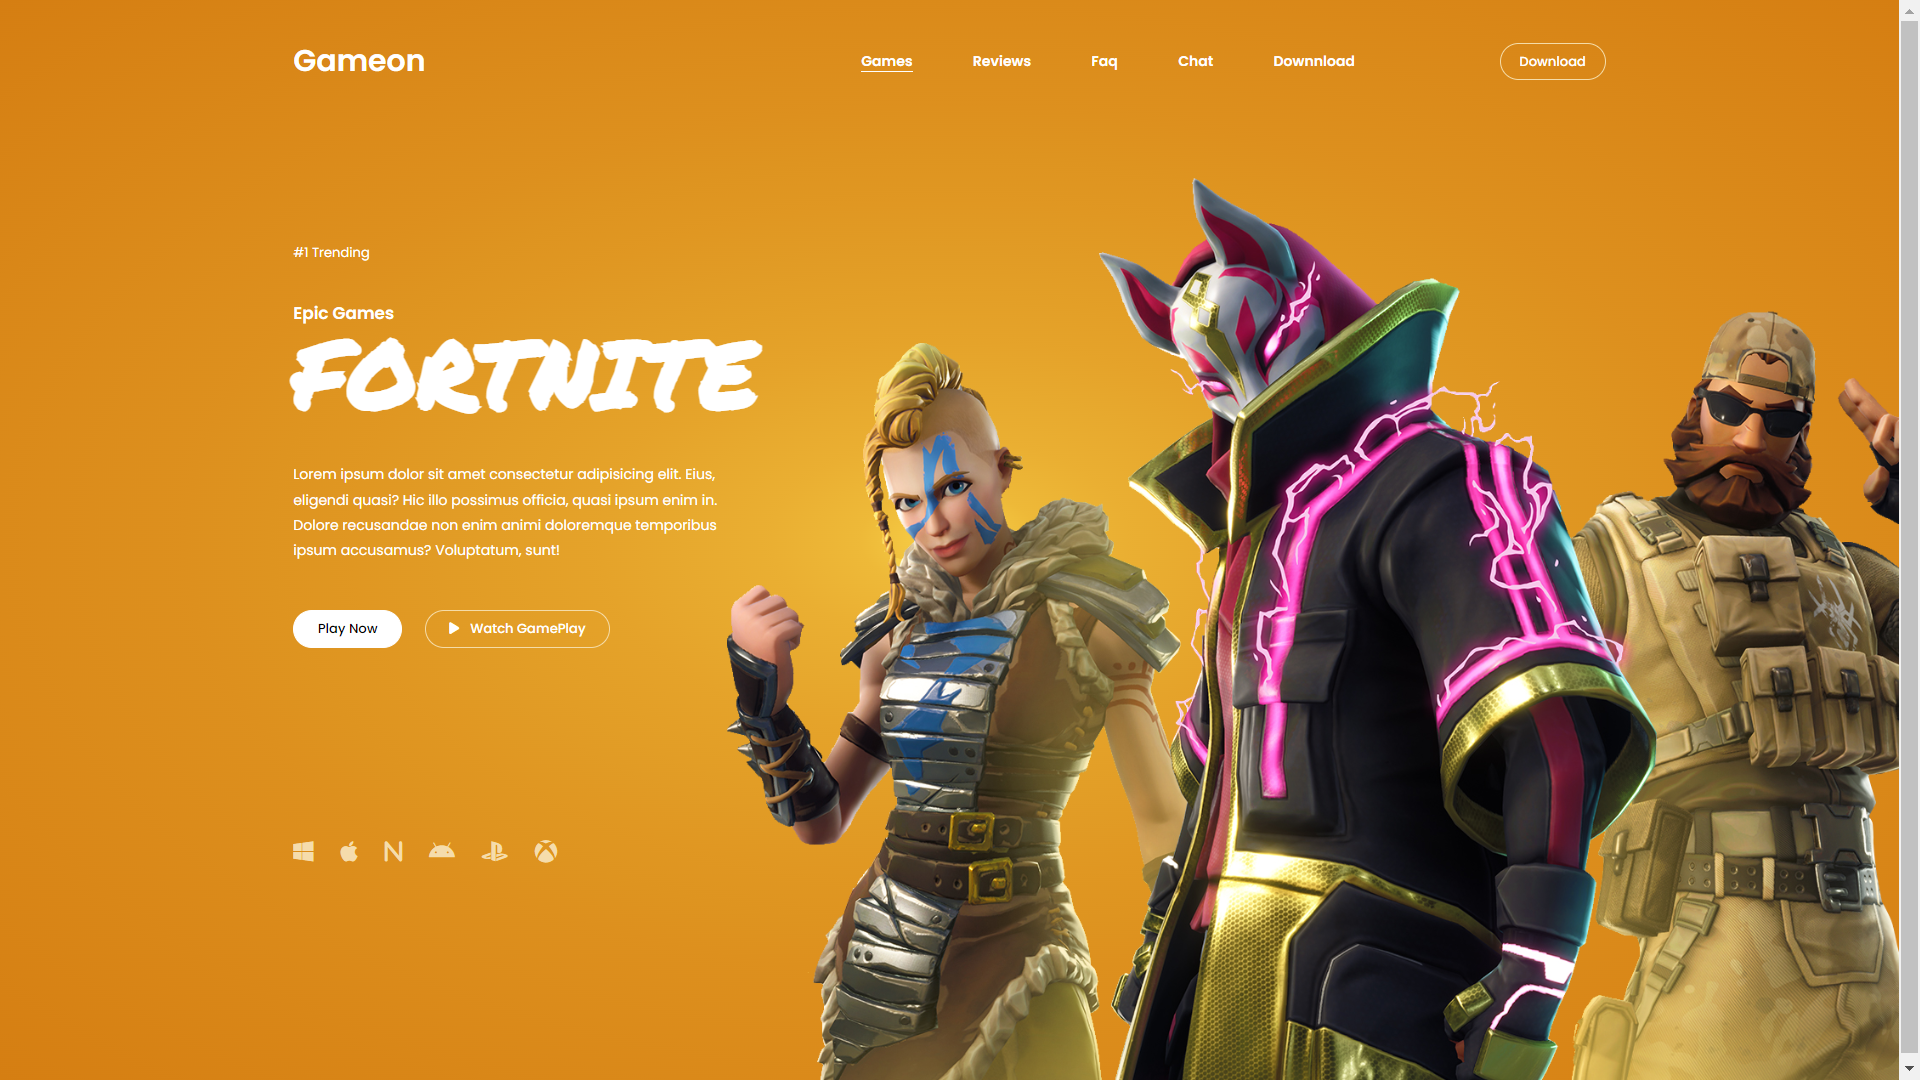 Gameon
Games
Reviews
Faq
Chat
Downnload
Download
#1 Trending
Epic Games
FORTNITE
Lorem ipsum dolor sit amet consectetur adipisicing elit. Eius,
eligendi quasi? Hic illo possimus officia, quasi ipsum enim in.
Dolore recusandae non enim animi doloremque temporibus
ipsum accusamus? Voluptatum, sunt!
Play Now
Watch GamePlay